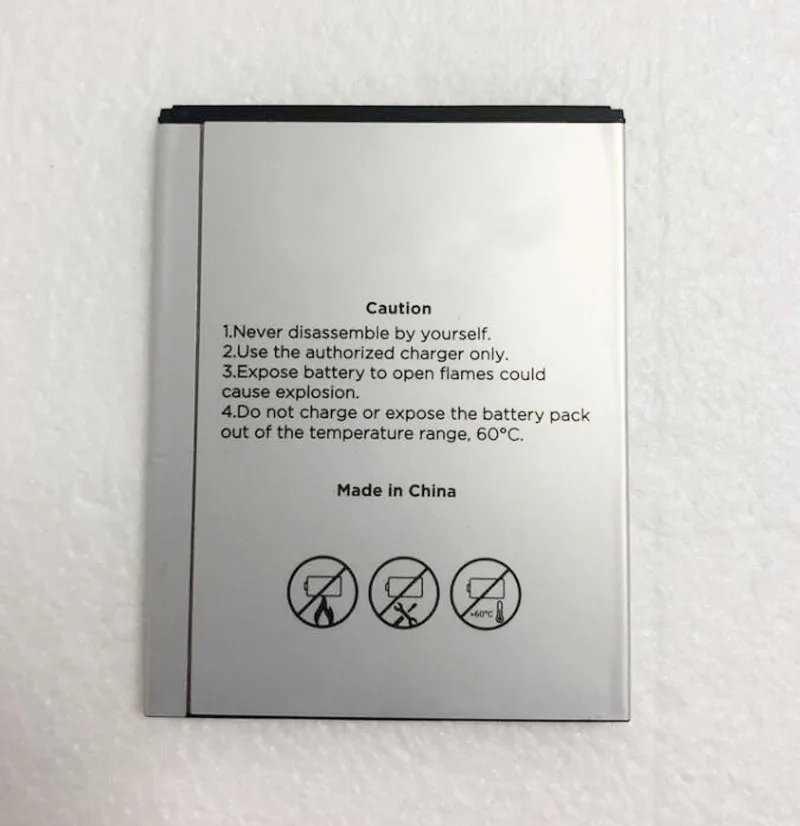 Caution
1.Never disassemble by yourself.
2.Use the authorized charger only.
3.Expose battery to open flames could
cause explosion.
4.Do not charge or expose the battery pack
out of the temperature range, 60°C.
Made in China
+60°C